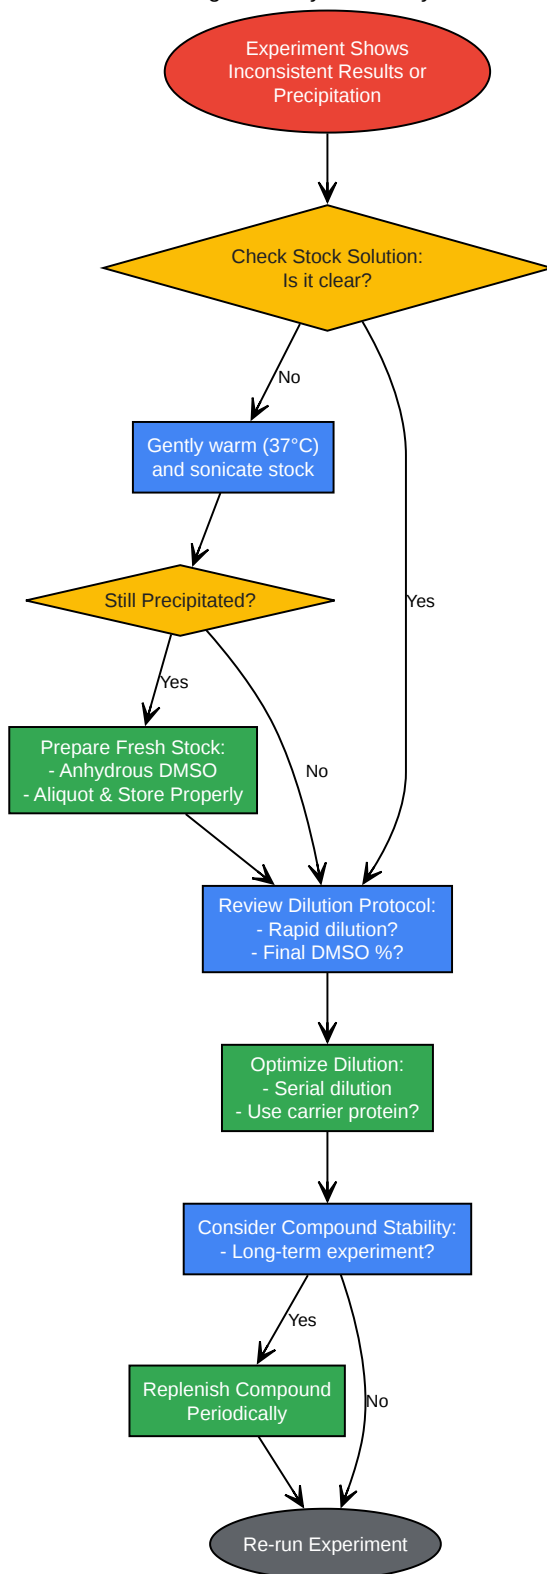 Experiment Shows
Inconsistent Results or
Precipitation
Check Stock Solution:
Is it clear?
No
Gently warm (37°C)
and sonicate stock
Still Precipitated?
Yes
Yes
Prepare Fresh Stock:
- Anhydrous DMSO
- Aliquot & Store Properly
No
Review Dilution Protocol:
- Rapid dilution?
- Final DMSO %?
Optimize Dilution:
- Serial dilution
- Use carrier protein?
Consider Compound Stability:
- Long-term experiment?
Yes
Replenish Compound
Periodically
No
Re-run Experiment